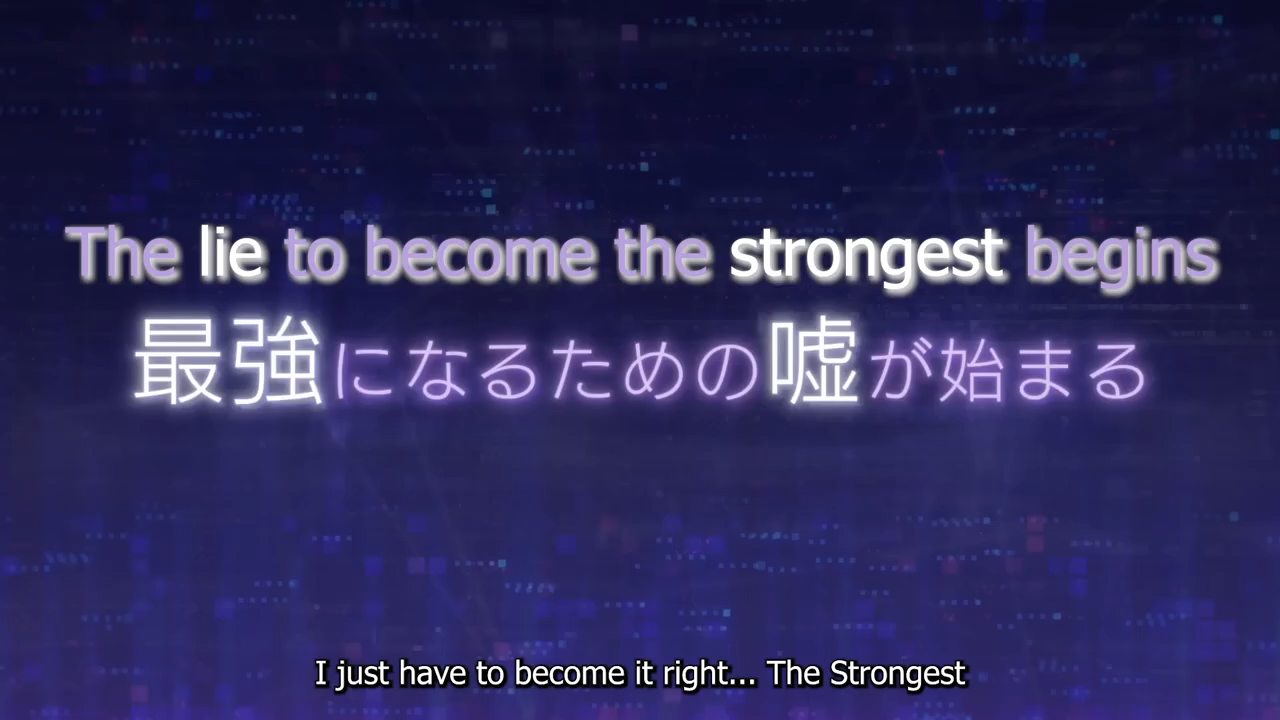 The lie to become the strongest begins
最強になるための嘘が始まる
I just have to become it right... The Strongest